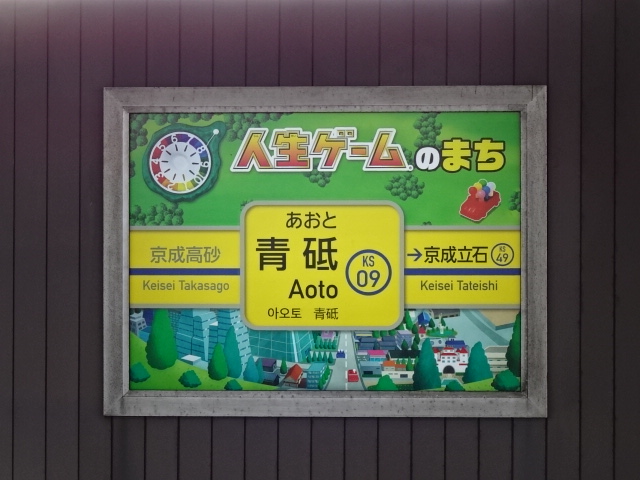 人生ゲームのまち
あおと
青砥
KS
09
Aoto
아오토 青砥
京成高砂
Keisei Takasago
→京成立石 KS 49
Keisei Tateishi